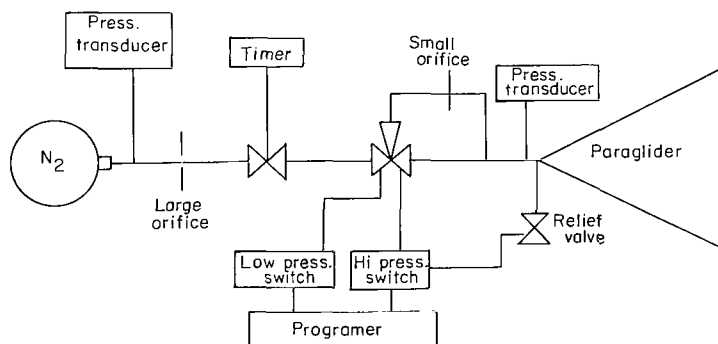 Press.
transducer
Timer
Small
orifice
Press.
transducer
N2
Paraglider
Large
orifice
Relief
valve
Low press.
switch
Hi press.
switch
Programer